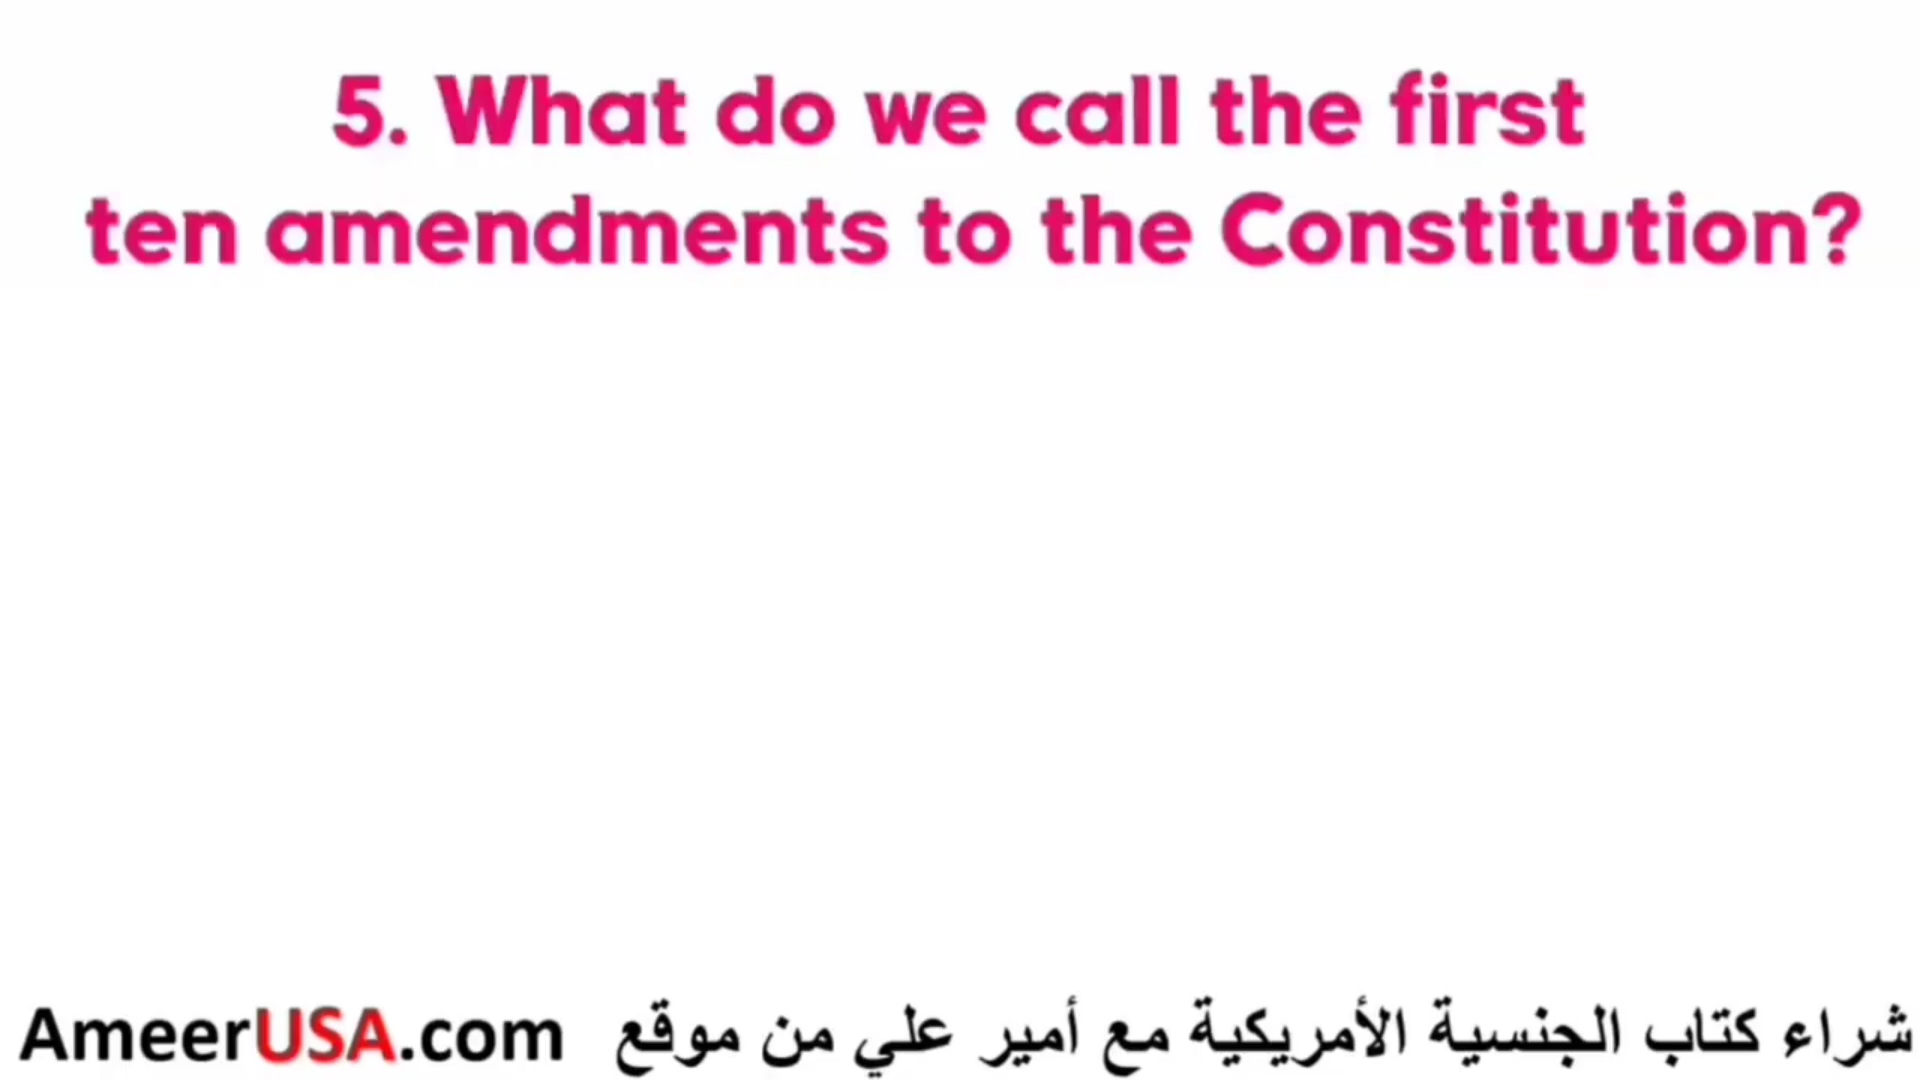 5. What do we call the first
ten amendments to the Constitution?
شراء كتاب الجنسية الأمريكية مع أمير علي من موقع AmeerUSA.com